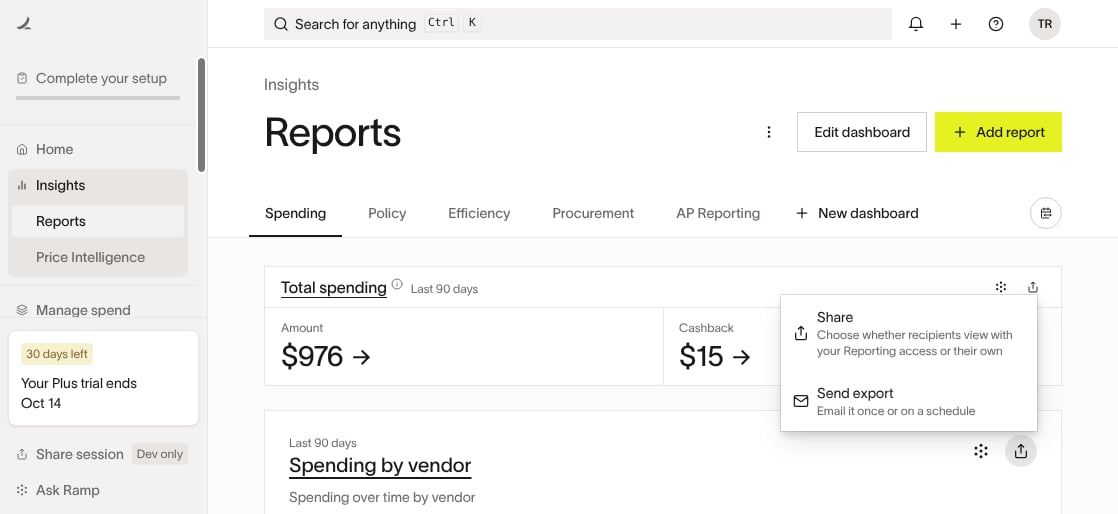 Search for anything Ctrl K
TR
Complete your setup
Home
Insights
Reports
Price Intelligence
Manage spend
30 days left
Your Plus trial ends
Oct 14
Share session Dev only
Ask Ramp
Insights
Reports
Edit dashboard
Add report
Spending
Policy
Efficiency
Procurement
AP Reporting
New dashboard
Total spending Last 90 days
Amount
$976
Cashback
$15
Share
Choose whether recipients view with
your Reporting access or their own
Send export
Email it once or on a schedule
Last 90 days
Spending by vendor
Spending over time by vendor